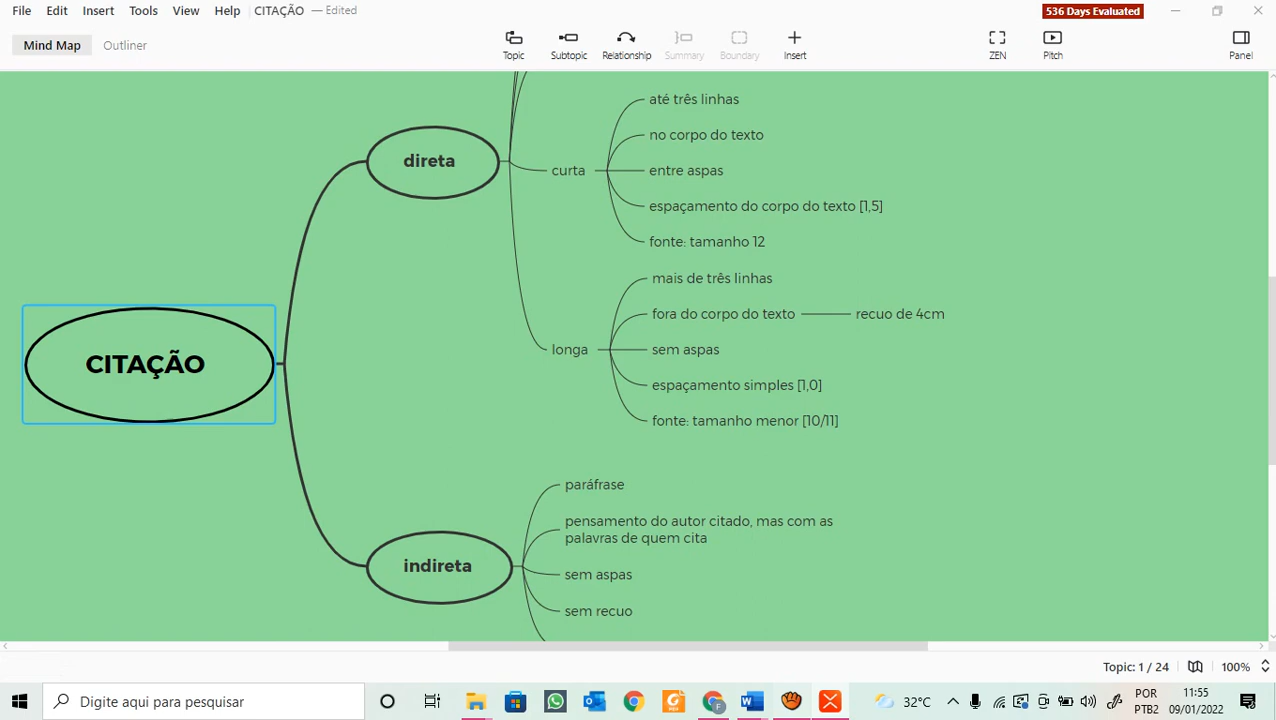 File Edit Insert Tools View Help CITAÇÃO — Edited
536 Days Evaluated
Mind Map Outliner
Topic Subtopic Relationship Summary Boundary Insert ZEN Pitch Panel
até três linhas
direta
no corpo do texto
curta
entre aspas
espaçamento do corpo do texto [1,5]
fonte: tamanho 12
mais de três linhas
fora do corpo do texto
recuo de 4cm
longa
sem aspas
espaçamento simples [1,0]
fonte: tamanho menor [10/11]
CITAÇÃO
paráfrase
pensamento do autor citado, mas com as
palavras de quem cita
indireta
sem aspas
sem recuo
Topic: 1 / 24 100%
Digite aqui para pesquisar
32°C
POR
PTB2
11:55
09/01/2022